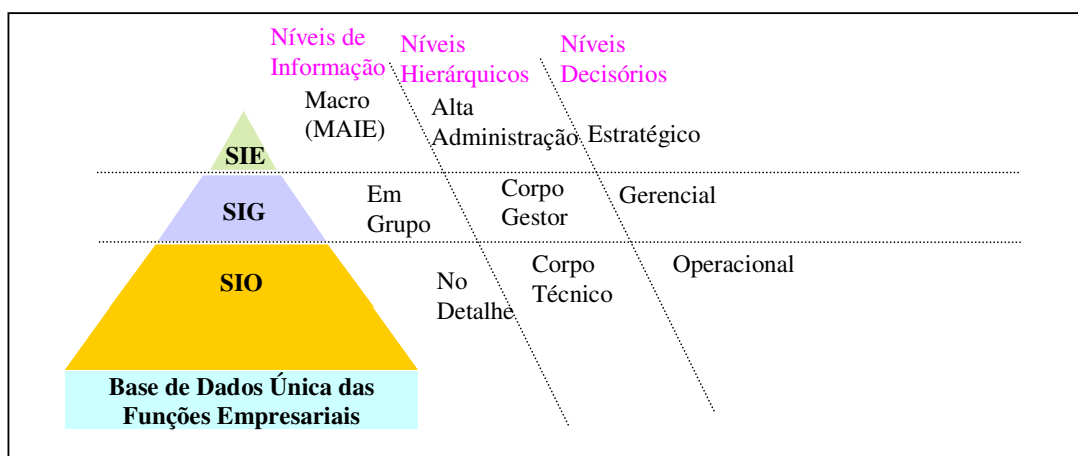 Níveis de
Informação
Níveis
Hierárquicos
Níveis
Decisórios
Macro
(MAIE)
Alta
Administração
Estratégico
SIE
Em
Grupo
Corpo
Gestor
Gerencial
SIG
No
Detalhe
Corpo
Técnico
Operacional
SIO
Base de Dados Única das
Funções Empresariais